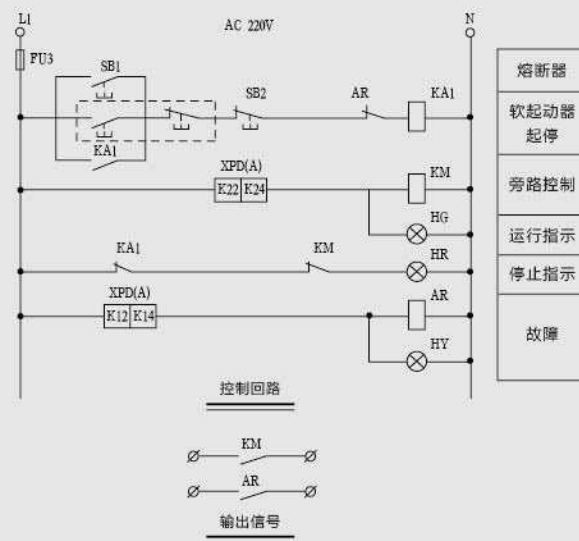 L1
AC 220V
N
FU3
SB1
SB2
AR
KA1
KA1
XPD(A)
K22 K24
KM
HG
KA1
KM
HR
XPD(A)
K12 K14
AR
HY
控制回路
KM
AR
输出信号
熔断器
软起动器
起停
旁路控制
运行指示
停止指示
故障